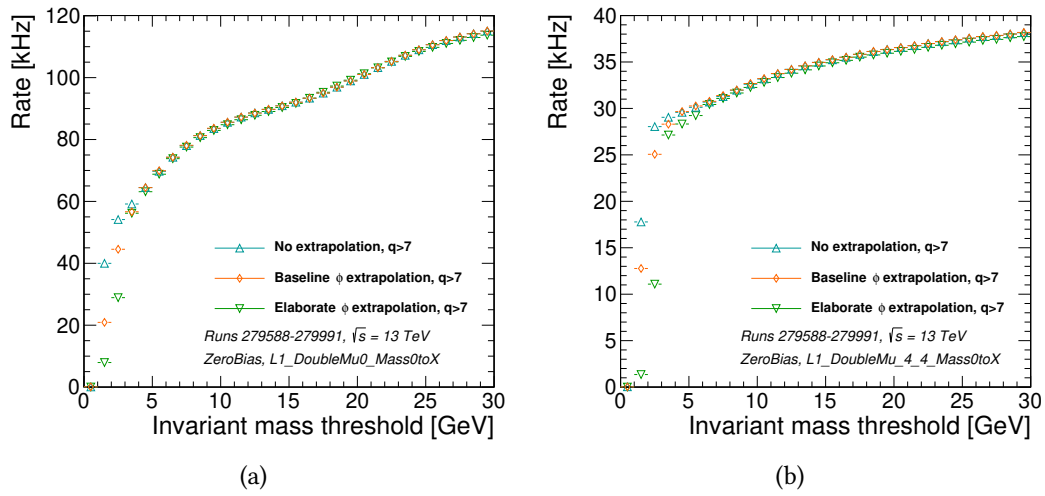 120
100
80
60
40
20
0
Rate [kHz]
No extrapolation, q>7
Baseline ϕ extrapolation, q>7
Elaborate ϕ extrapolation, q>7
Runs 279588-279991, √s = 13 TeV
ZeroBias, L1_DoubleMu0_Mass0toX
0 5 10 15 20 25 30
Invariant mass threshold [GeV]
(a)
40
35
30
25
20
15
10
5
0
Rate [kHz]
No extrapolation, q>7
Baseline ϕ extrapolation, q>7
Elaborate ϕ extrapolation, q>7
Runs 279588-279991, √s = 13 TeV
ZeroBias, L1_DoubleMu_4_4_Mass0toX
0 5 10 15 20 25 30
Invariant mass threshold [GeV]
(b)